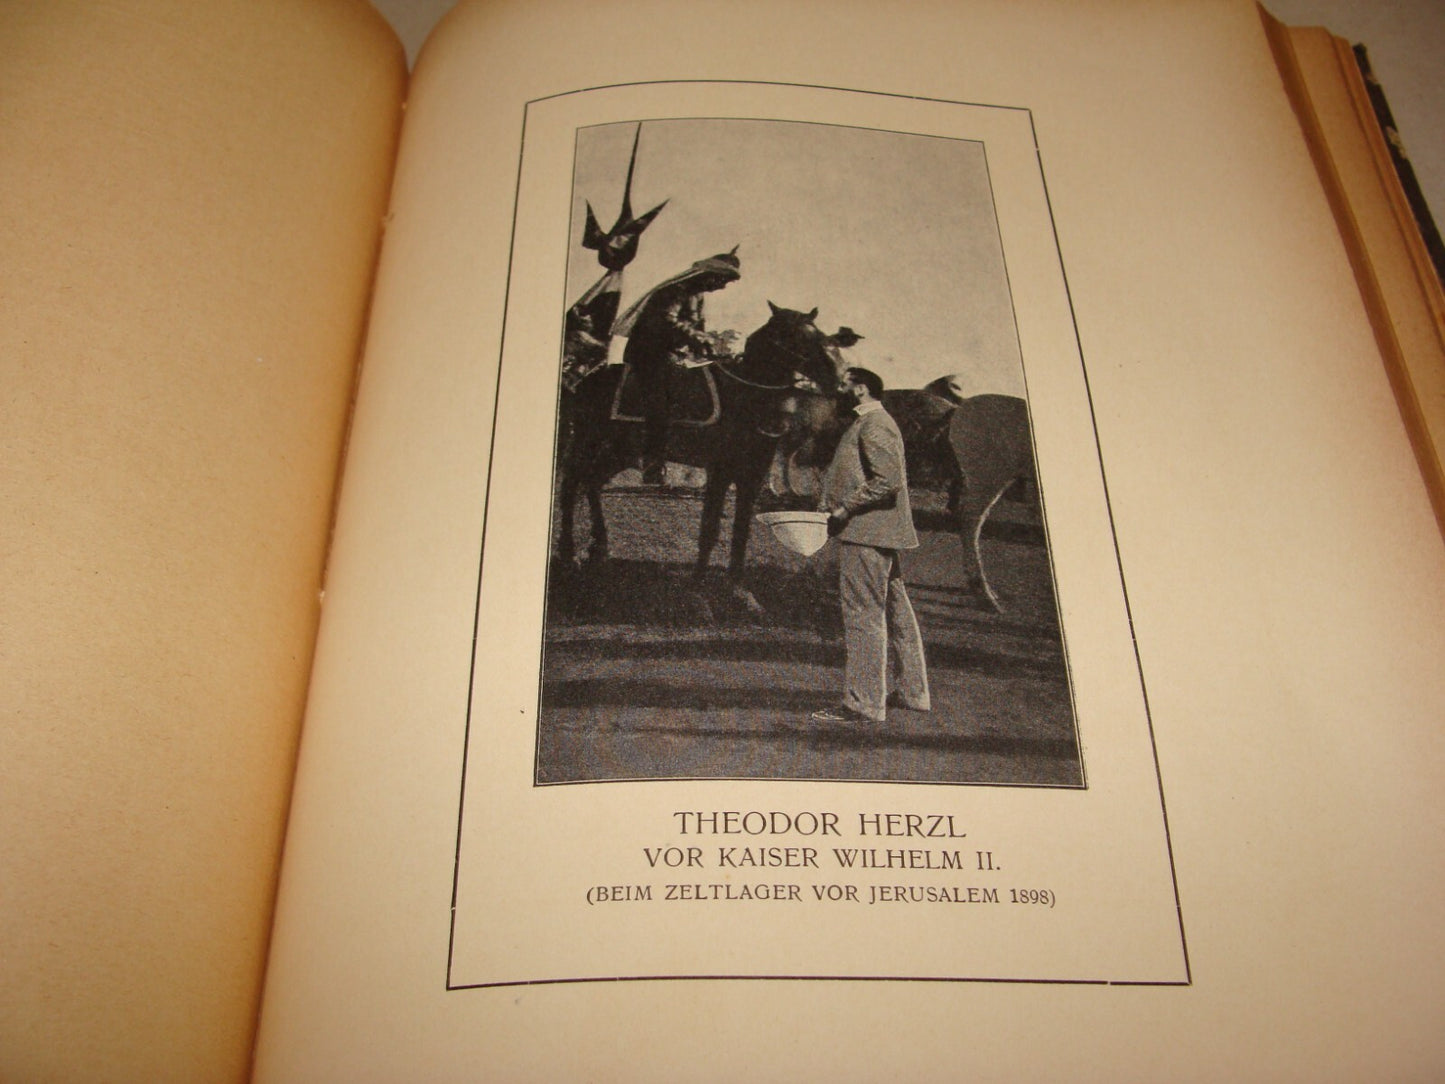 THEODOR HERZL
VOR KAISER WILHELM II.
(BEIM ZELTLAGER VOR JERUSALEM 1898)